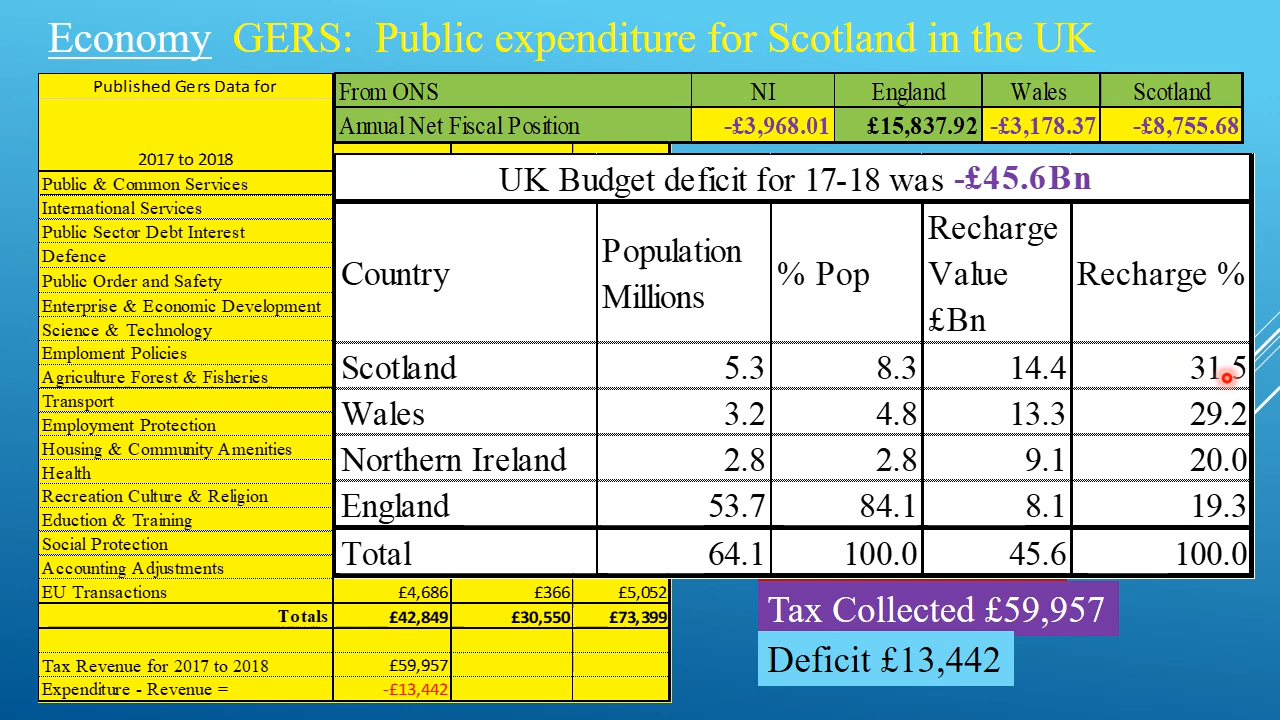 Economy GERS: Public expenditure for Scotland in the UK
Published Gers Data for
2017 to 2018
From ONS NI England Wales Scotland
Annual Net Fiscal Position -£3,968.01 £15,837.92 -£3,178.37 -£8,755.68
UK Budget deficit for 17-18 was -£45.6Bn
Country Population Millions % Pop Recharge Value £Bn Recharge %
Scotland 5.3 8.3 14.4 31.5
Wales 3.2 4.8 13.3 29.2
Northern Ireland 2.8 2.8 9.1 20.0
England 53.7 84.1 8.1 19.3
Total 64.1 100.0 45.6 100.0
Public & Common Services
International Services
Public Sector Debt Interest
Defence
Public Order and Safety
Enterprise & Economic Development
Science & Technology
Emploment Policies
Agriculture Forest & Fisheries
Transport
Employment Protection
Housing & Community Amenities
Health
Recreation Culture & Religion
Eduction & Training
Social Protection
Accounting Adjustments
EU Transactions £4,686 £366 £5,052
Totals £42,849 £30,550 £73,399
Tax Revenue for 2017 to 2018 £59,957
Expenditure - Revenue = -£13,442
Tax Collected £59,957
Deficit £13,442